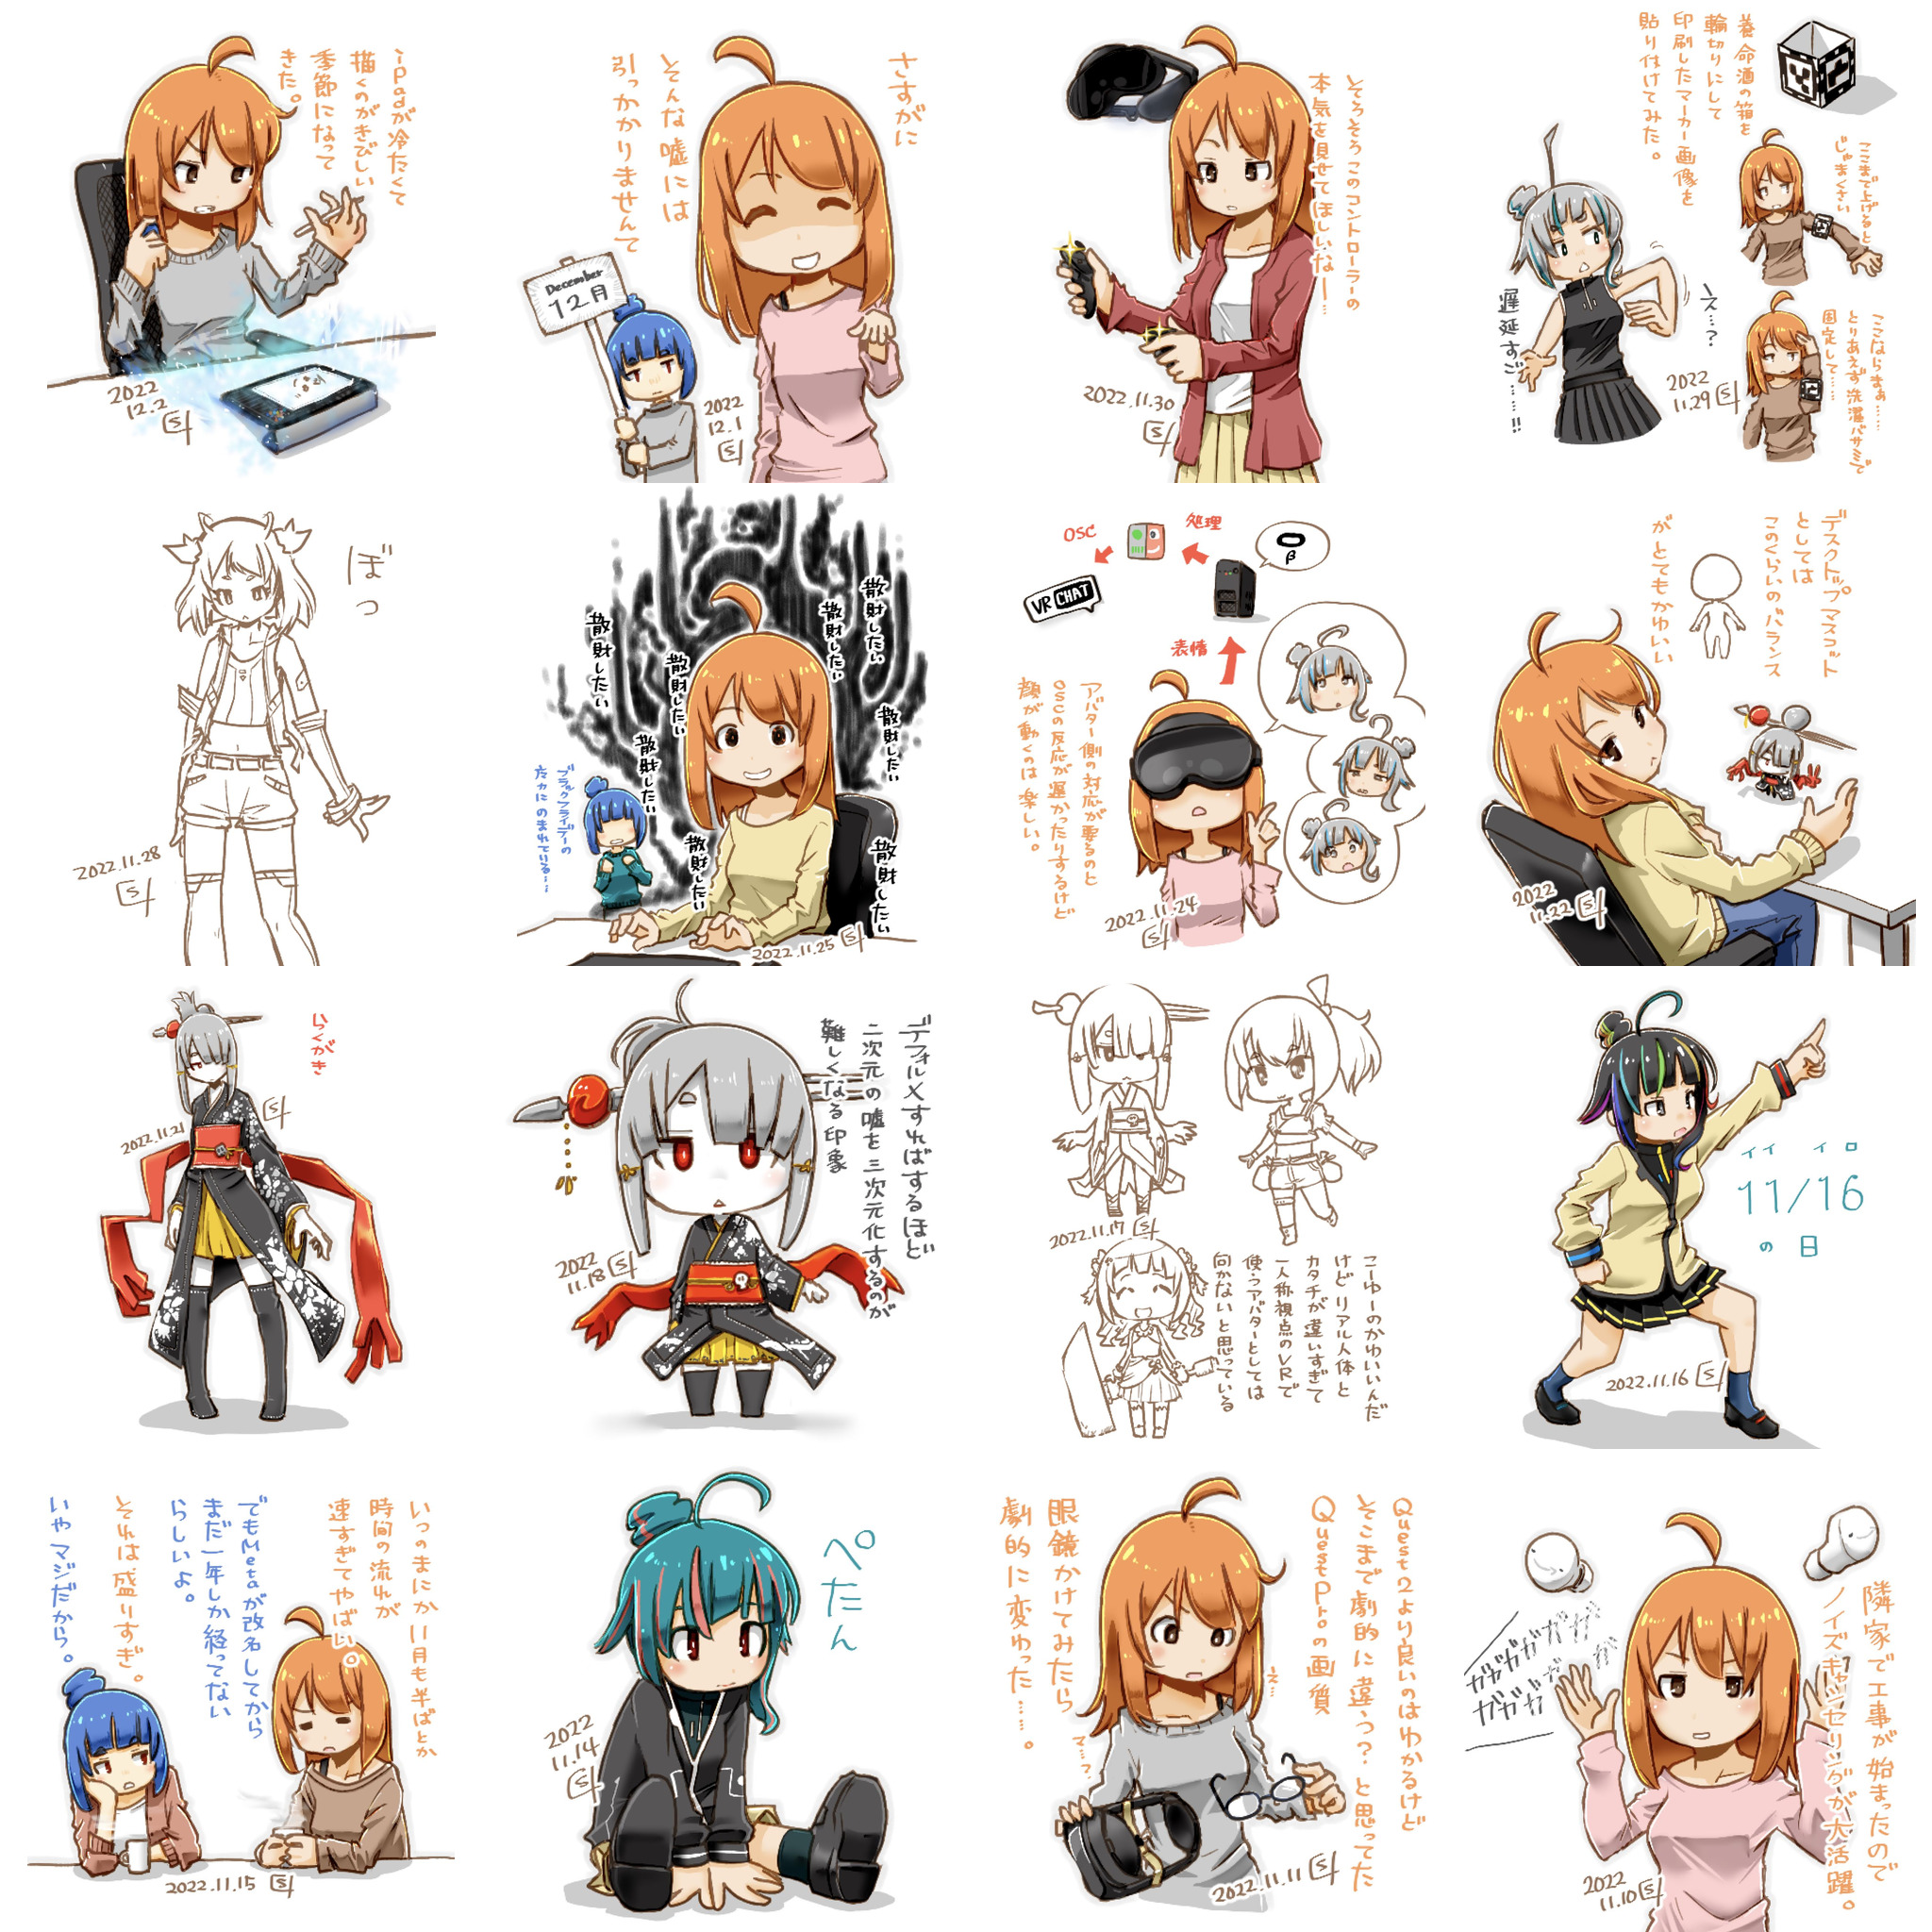 iPadが冷たくて
描くのがきびしい
季節になって
きた。
2022
12.2
さすがに
そんな嘘には
引っかかりませんて
December
12月
2022
12.1
そろそろこのコントローラーの
本気を見せてほしいなー…
2022.11.30
養命酒の箱を
輪切りにして
印刷したマーカー画像を
貼り付けてみた。
ここまで上げると
じゃまくさい
ここならまぁ……
とりあえず洗濯バサミで
固定して……
え…?
遅延すご……!!
2022
11.29
ぼっ
2022.11.28
散財したい
散財したい
散財したい
散財したい
散財したい
散財したい
散財したい
散財したい
ブラックフライデーの
チカラにのまれている…
2022.11.25
OSC
処理
β
VRCHAT
表情
アバター側の対応が要るのと
OSCの反応が遅かったりするけど
顔が動くのは楽しい。
2022.11.24
デスクトップマスコット
としては
このくらいのバランス
がとてもかわいい
2022
11.22
らくがき
2022.11.21
デフォルメすればするほど
二次元の嘘を三次元化するのが
難しくなる印象
2022
11.18
2022.11.17
こーゆーのかわいいんだ
けどリアル人体と
カタチが違いすぎて
一人称視点のVRで
使うアバターとしては
向かないと思っている
イイ イロ
11/16
の日
2022.11.16
いつのまにか11月も半ばとか
時間の流れが
速すぎてやばい。
でもMetaが改名してから
まだ一年しか経ってない
らしいよ。
それは盛りすぎ。
いやマジだから。
2022.11.15
ぺたん
2022
11.14
Quest2より良いのはわかるけど
そこまで劇的に違う?と思ってた
QuestProの画質
え…
眼鏡かけてみたら
劇的に変わった……。
マ…?
2022.11.11
隣家で工事が始まったので
ノイズキャンセリングが大活躍。
ガガガガガガガ
ガガガガガ
2022
11.10